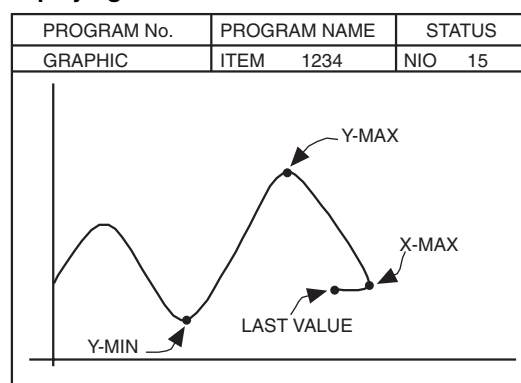 PROGRAM No. PROGRAM NAME STATUS
GRAPHIC ITEM 1234 NIO 15
Y-MAX
X-MAX
LAST VALUE
Y-MIN